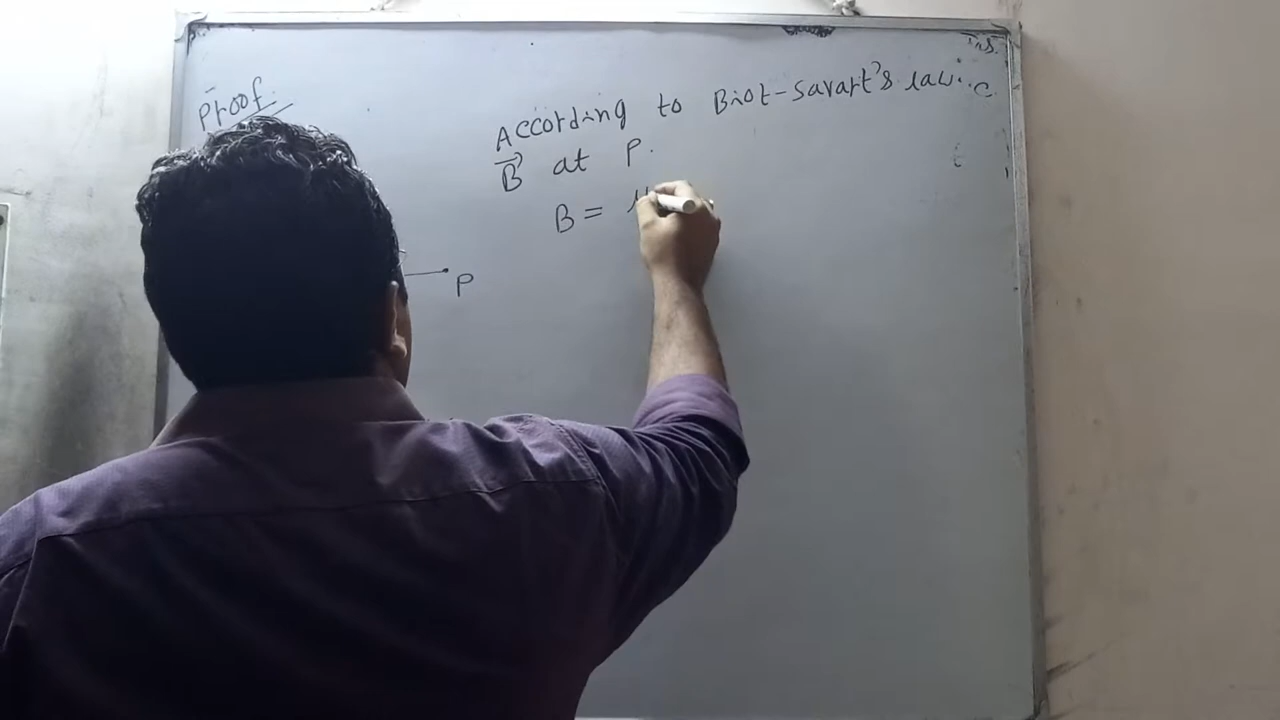 Proof
According to Biot-Savart's law.
B⃗ at P.
B = μ
P